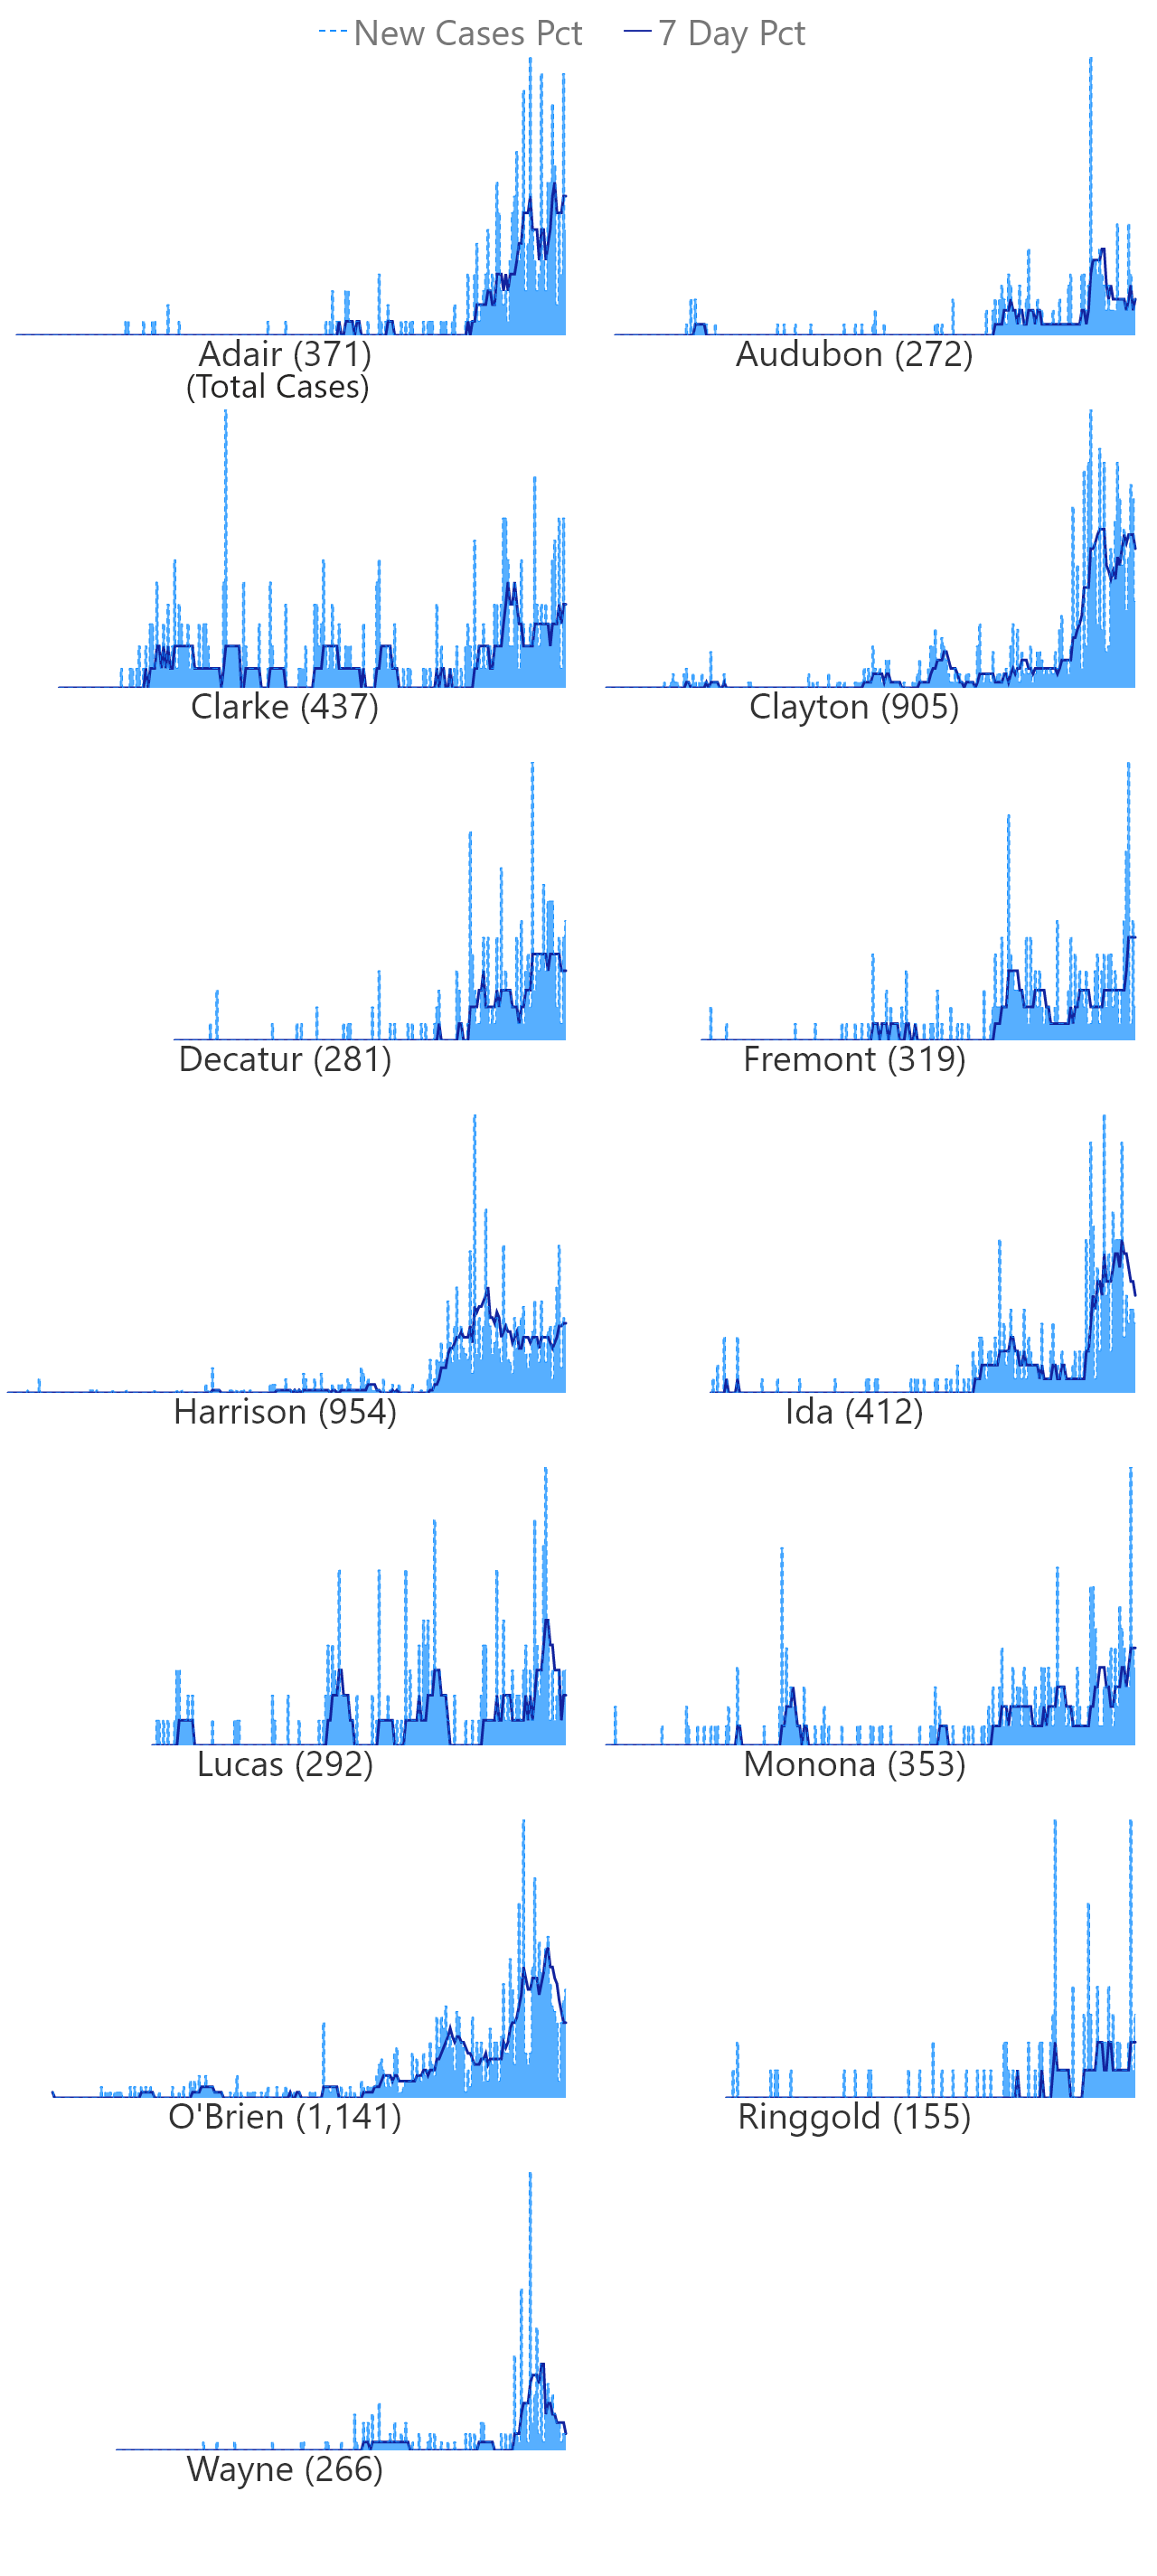 New Cases Pct 7 Day Pct
Adair (371) Audubon (272)
(Total Cases)
Clarke (437) Clayton (905)
Decatur (281) Fremont (319)
Harrison (954) Ida (412)
Lucas (292) Monona (353)
O'Brien (1,141) Ringgold (155)
Wayne (266)